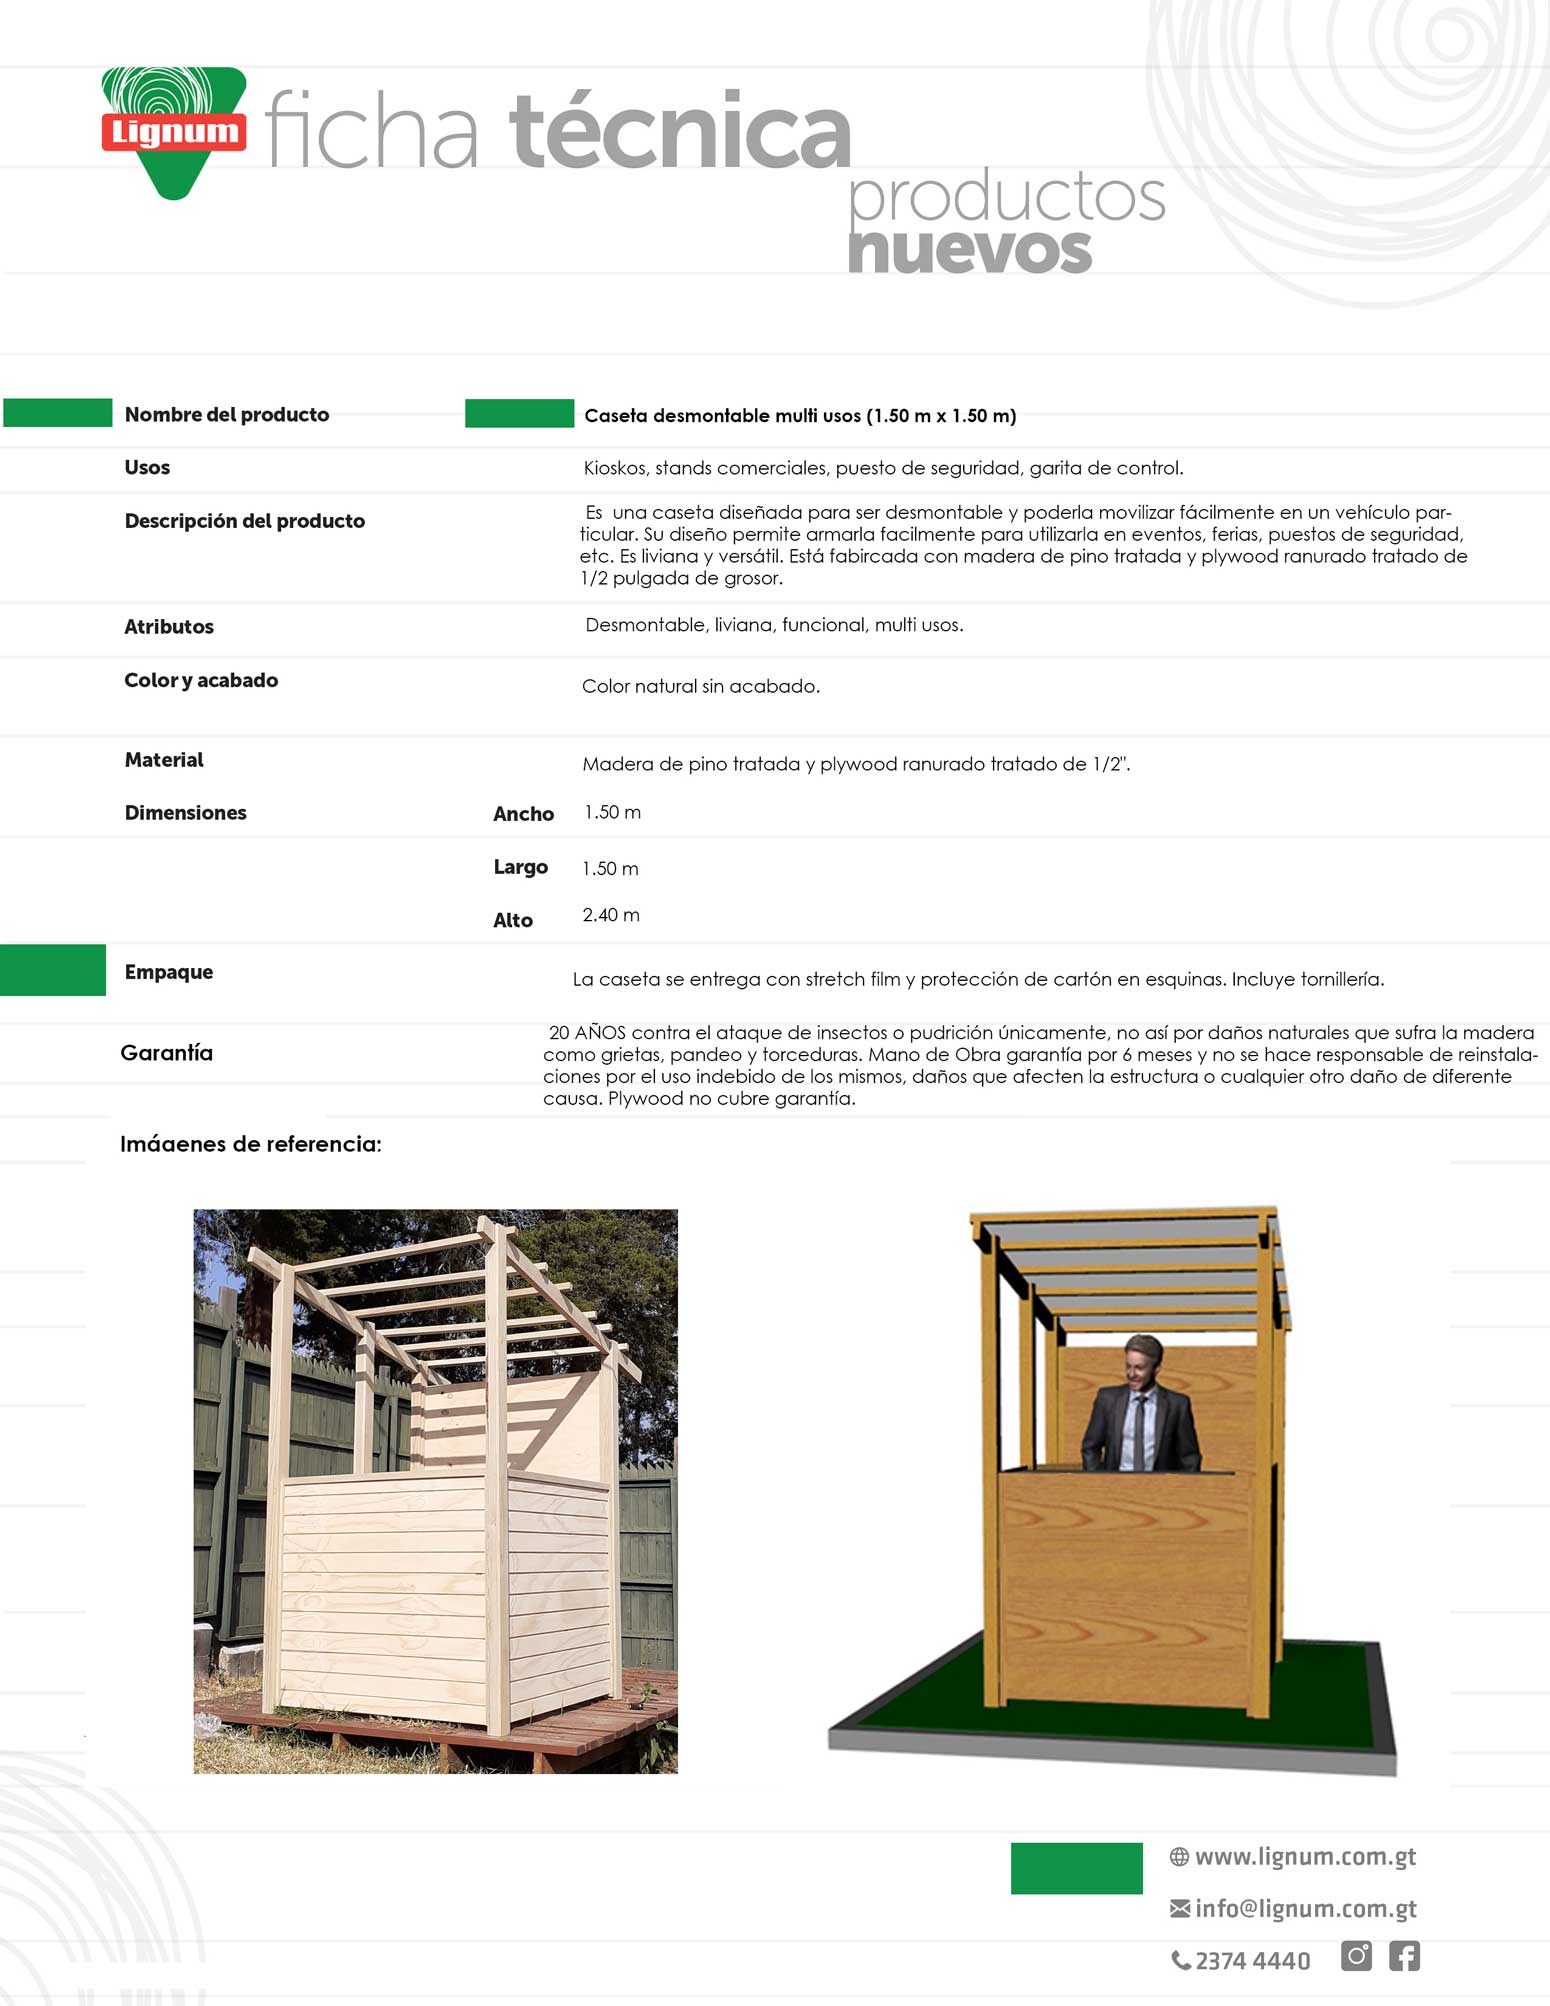 Lignum
ficha técnica
productos
nuevos
Nombre del producto
Caseta desmontable multi usos (1.50 m x 1.50 m)
Usos
Kioskos, stands comerciales, puesto de seguridad, garita de control.
Descripción del producto
Es una caseta diseñada para ser desmontable y poderla movilizar fácilmente en un vehículo par-
ticular. Su diseño permite armarla facilmente para utilizarla en eventos, ferias, puestos de seguridad,
etc. Es liviana y versátil. Está fabircada con madera de pino tratada y plywood ranurado tratado de
1/2 pulgada de grosor.
Atributos
Desmontable, liviana, funcional, multi usos.
Color y acabado
Color natural sin acabado.
Material
Madera de pino tratada y plywood ranurado tratado de 1/2".
Dimensiones
Ancho 1.50 m
Largo 1.50 m
Alto 2.40 m
Empaque
La caseta se entrega con stretch film y protección de cartón en esquinas. Incluye tornillería.
Garantía
20 AÑOS contra el ataque de insectos o pudrición únicamente, no así por daños naturales que sufra la madera
como grietas, pandeo y torceduras. Mano de Obra garantía por 6 meses y no se hace responsable de reinstala-
ciones por el uso indebido de los mismos, daños que afecten la estructura o cualquier otro daño de diferente
causa. Plywood no cubre garantía.
Imágenes de referencia:
www.lignum.com.gt
info@lignum.com.gt
2374 4440